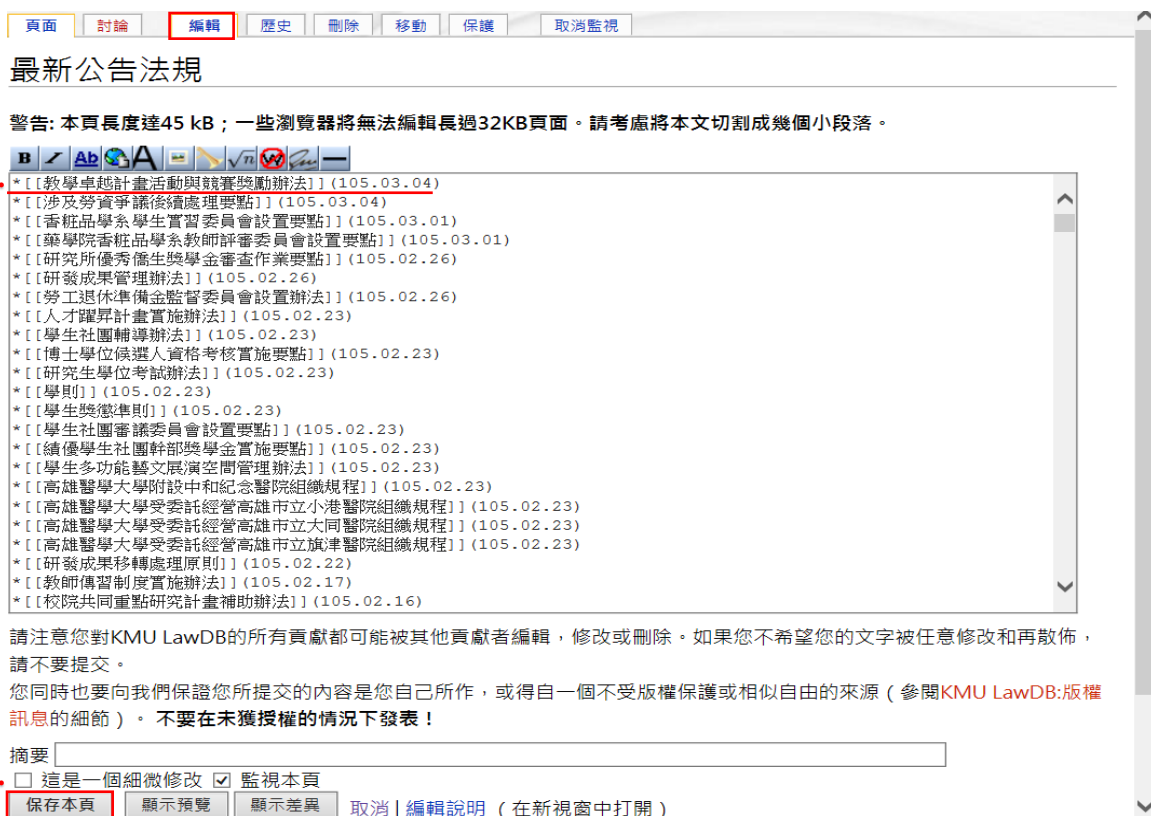 頁面 討論 編輯 歷史 刪除 移動 保護 取消監視
最新公告法規
警告: 本頁長度達45 kB；一些瀏覽器將無法編輯長過32KB頁面。請考慮將本文切割成幾個小段落。
B I Ab A √n W
*[[教學卓越計畫活動與競賽獎勵辦法]](105.03.04)
*[[涉及勞資爭議後續處理要點]](105.03.04)
*[[香粧品學系學生實習委員會設置要點]](105.03.01)
*[[藥學院香粧品學系教師評審委員會設置要點]](105.03.01)
*[[研究所優秀僑生獎學金審查作業要點]](105.02.26)
*[[研發成果管理辦法]](105.02.26)
*[[勞工退休準備金監督委員會設置辦法]](105.02.26)
*[[人才躍昇計畫實施辦法]](105.02.23)
*[[學生社團輔導辦法]](105.02.23)
*[[博士學位候選人資格考核實施要點]](105.02.23)
*[[研究生學位考試辦法]](105.02.23)
*[[學則]](105.02.23)
*[[學生獎懲準則]](105.02.23)
*[[學生社團審議委員會設置要點]](105.02.23)
*[[績優學生社團幹部獎學金實施要點]](105.02.23)
*[[學生多功能藝文展演空間管理辦法]](105.02.23)
*[[高雄醫學大學附設中和紀念醫院組織規程]](105.02.23)
*[[高雄醫學大學受委託經營高雄市立小港醫院組織規程]](105.02.23)
*[[高雄醫學大學受委託經營高雄市立大同醫院組織規程]](105.02.23)
*[[高雄醫學大學受委託經營高雄市立旗津醫院組織規程]](105.02.23)
*[[研發成果移轉處理原則]](105.02.22)
*[[教師傳習制度實施辦法]](105.02.17)
*[[校院共同重點研究計畫補助辦法]](105.02.16)
請注意您對KMU LawDB的所有貢獻都可能被其他貢獻者編輯，修改或刪除。如果您不希望您的文字被任意修改和再散佈，
請不要提交。
您同時也要向我們保證您所提交的內容是您自己所作，或得自一個不受版權保護或相似自由的來源（參閱KMU LawDB:版權
訊息的細節）。 不要在未獲授權的情況下發表！
摘要
這是一個細微修改 監視本頁
保存本頁 顯示預覽 顯示差異 取消 | 編輯說明 （在新視窗中打開）